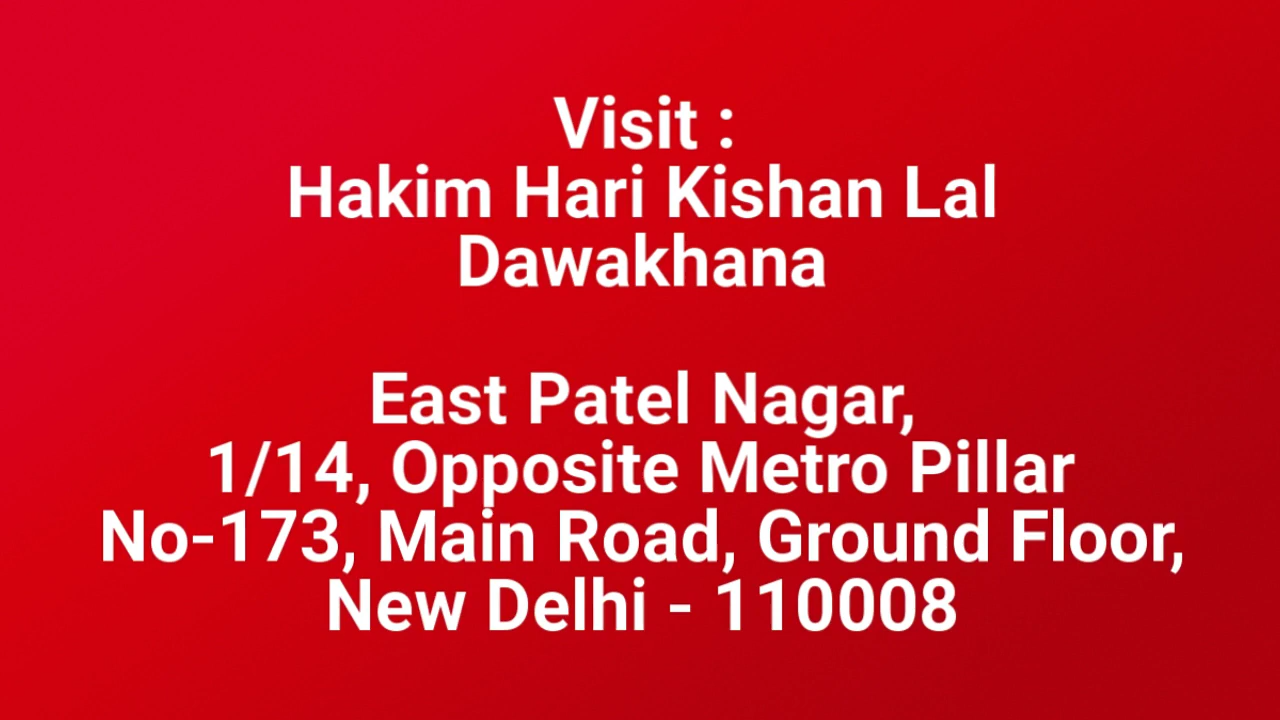 Visit :
Hakim Hari Kishan Lal
Dawakhana
East Patel Nagar,
1/14, Opposite Metro Pillar
No-173, Main Road, Ground Floor,
New Delhi - 110008